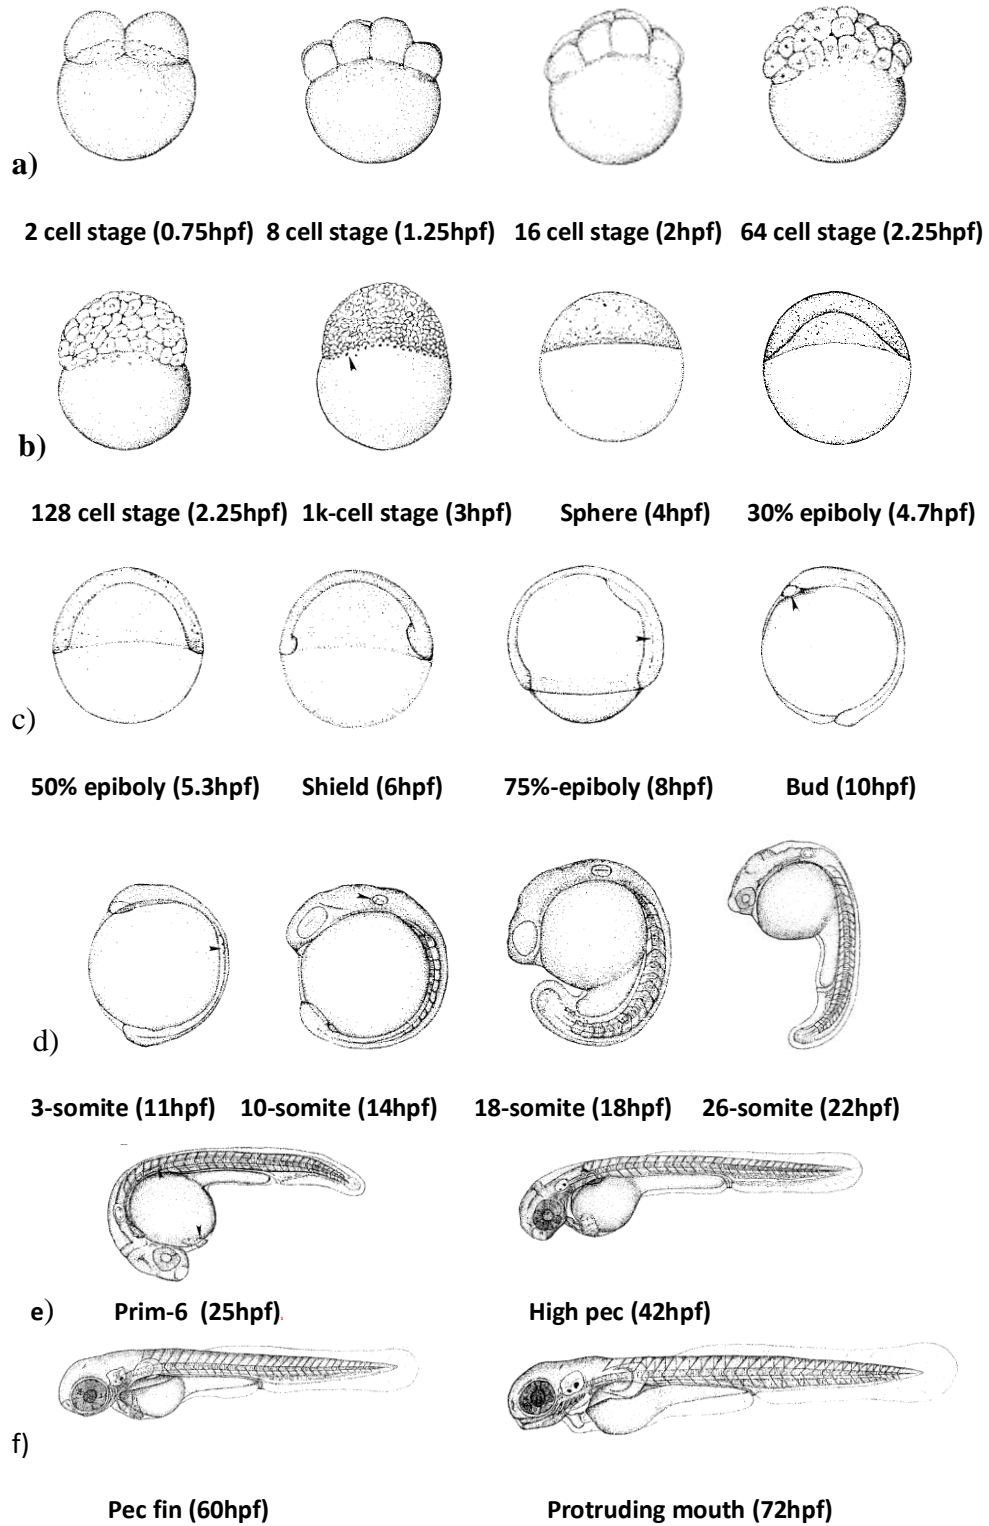 a)
2 cell stage (0.75hpf) 8 cell stage (1.25hpf) 16 cell stage (2hpf) 64 cell stage (2.25hpf)
b)
128 cell stage (2.25hpf) 1k-cell stage (3hpf) Sphere (4hpf) 30% epiboly (4.7hpf)
c)
50% epiboly (5.3hpf) Shield (6hpf) 75%-epiboly (8hpf) Bud (10hpf)
d)
3-somite (11hpf) 10-somite (14hpf) 18-somite (18hpf) 26-somite (22hpf)
e) Prim-6 (25hpf). High pec (42hpf)
f)
Pec fin (60hpf) Protruding mouth (72hpf)